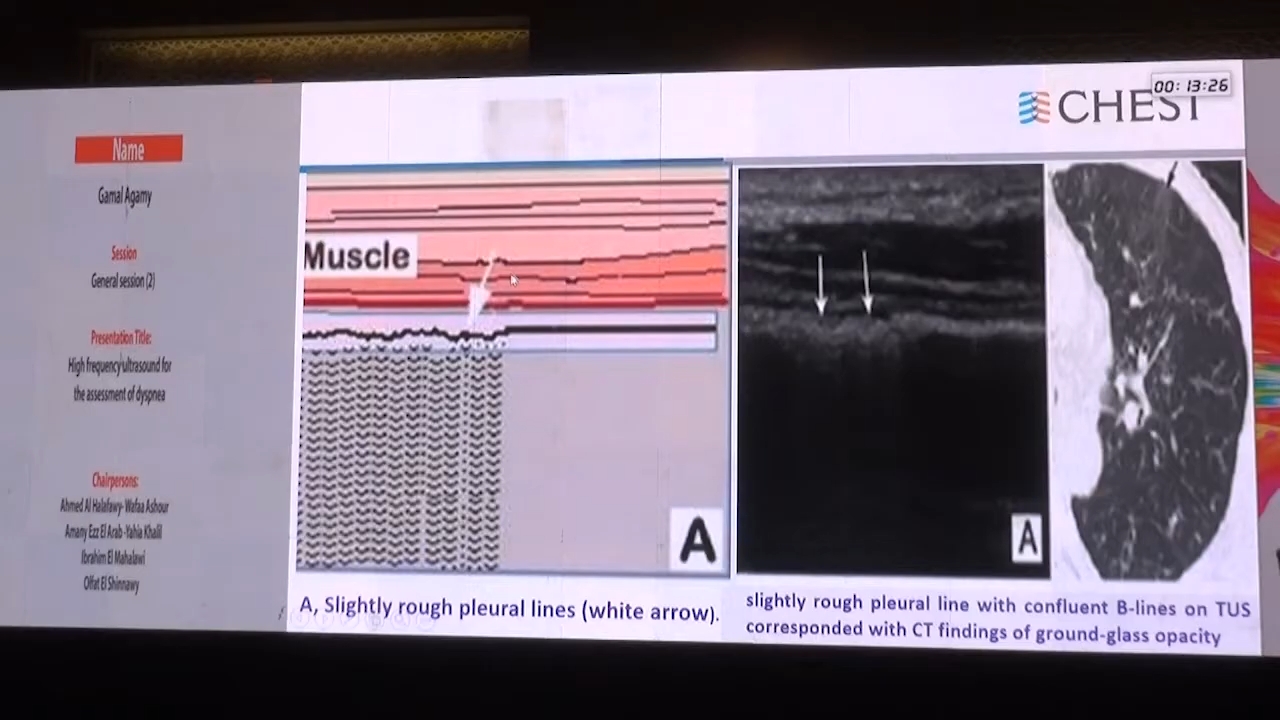 Name
Gamal Agamy
Session
General session (2)
Presentation Title:
High frequency ultrasound for
the assessment of dyspnea
Chairpersons:
Ahmed Al Halafawy- Wafaa Ashour
Amany Ezz El Arab -Yahia Khalil
Ibrahim El Mahalawi
Olfat El Shinnawy
00: 13:26
CHEST
Muscle
A
A
A, Slightly rough pleural lines (white arrow).
slightly rough pleural line with confluent B-lines on TUS
corresponded with CT findings of ground-glass opacity